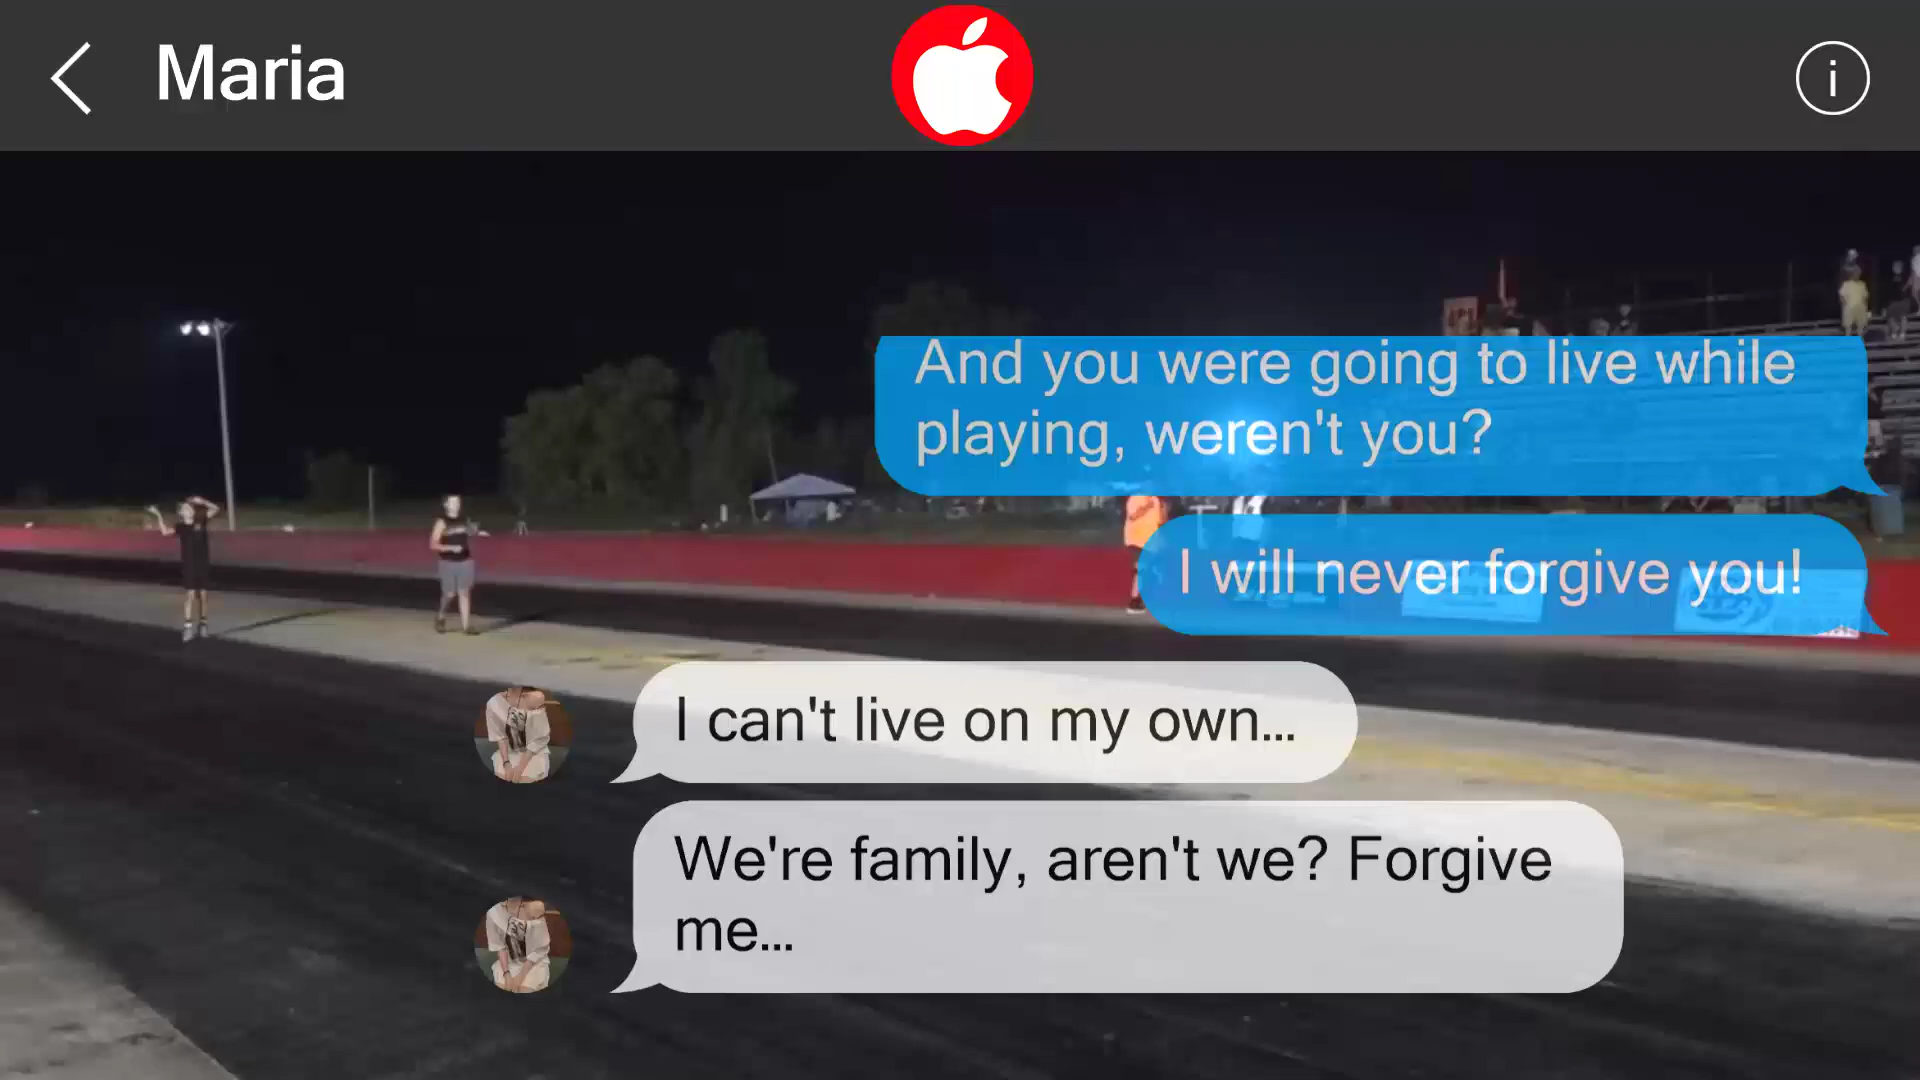 Maria
And you were going to live while
playing, weren't you?
I will never forgive you!
I can't live on my own...
We're family, aren't we? Forgive
me...